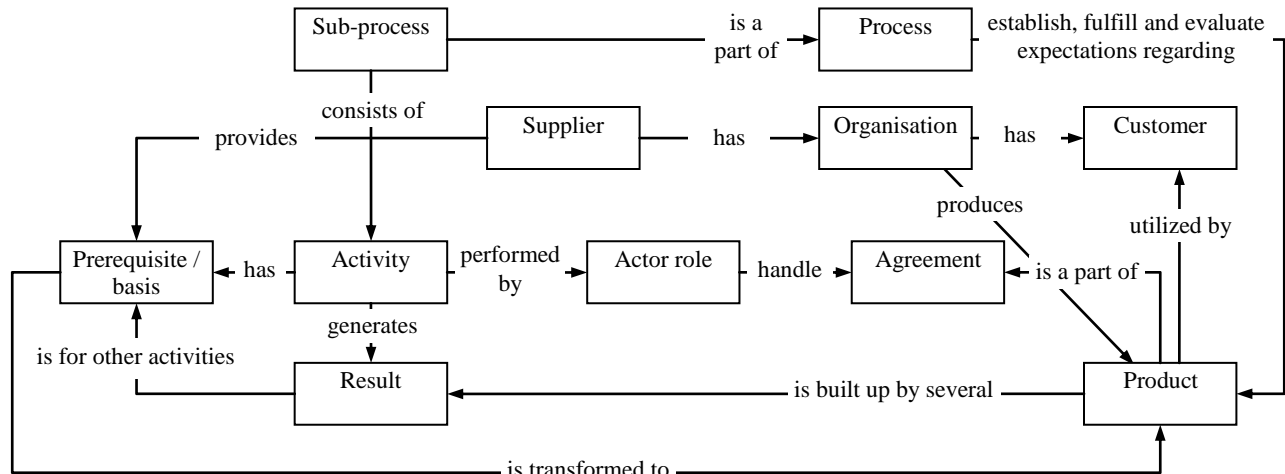 Sub-process
is a
part of
Process
establish, fulfill and evaluate
expectations regarding
consists of
provides
Supplier
has
Organisation
has
Customer
produces
utilized by
Prerequisite /
basis
has
Activity
performed
by
Actor role
handle
Agreement
is a part of
generates
is for other activities
Result
is built up by several
Product
is transformed to